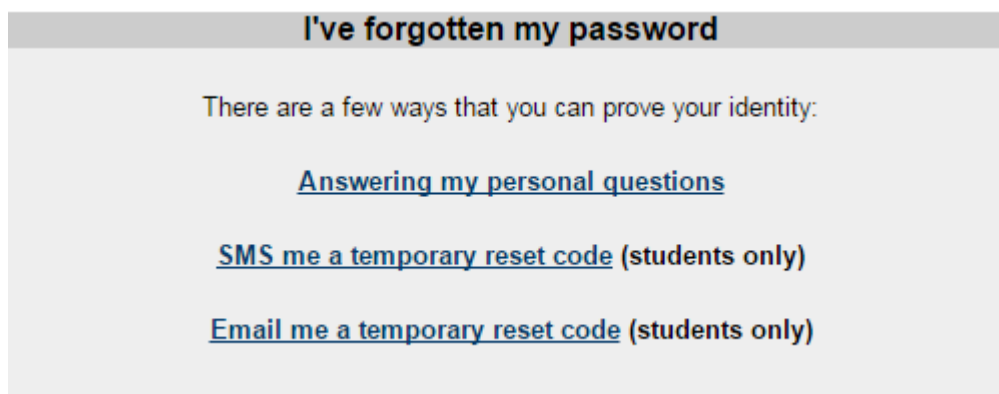 I've forgotten my password
There are a few ways that you can prove your identity:
Answering my personal questions
SMS me a temporary reset code (students only)
Email me a temporary reset code (students only)